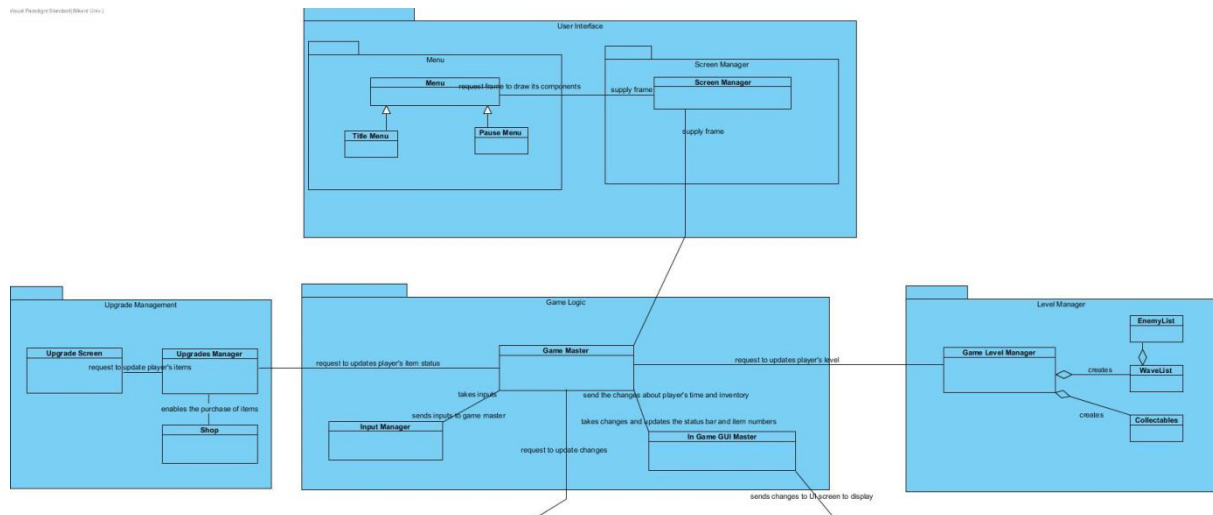 Visual Paradigm Standard(Bilkent Univ.)
User Interface
Menu
Screen Manager
Menu
request frame to draw its components
supply frame
Screen Manager
Title Menu
Pause Menu
supply frame
Upgrade Management
Game Logic
Level Manager
Upgrade Screen
Upgrades Manager
request to update player's items
enables the purchase of items
Shop
request to updates player's item status
Game Master
request to updates player's level
takes inputs
send the changes about player's time and inventory
sends inputs to game master
takes changes and updates the status bar and item numbers
Input Manager
In Game GUI Master
request to update changes
sends changes to UI screen to display
EnemyList
Game Level Manager
creates
WaveList
creates
Collectables